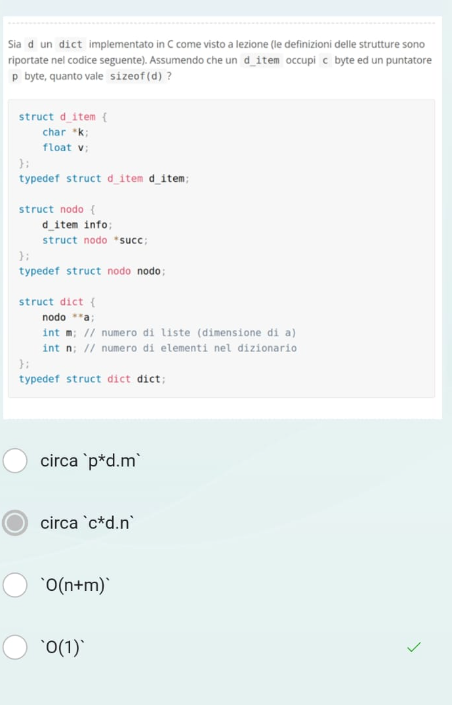 Sia d un dict implementato in C come visto a lezione (le definizioni delle strutture sono
riportate nel codice seguente). Assumendo che un d_item occupi c byte ed un puntatore
p byte, quanto vale sizeof(d) ?
struct d_item {
    char *k;
    float v;
};
typedef struct d_item d_item;
struct nodo {
    d_item info;
    struct nodo *succ;
};
typedef struct nodo nodo;
struct dict {
    nodo **a;
    int m; // numero di liste (dimensione di a)
    int n; // numero di elementi nel dizionario
};
typedef struct dict dict;
circa `p*d.m`
circa `c*d.n`
`O(n+m)`
`O(1)`